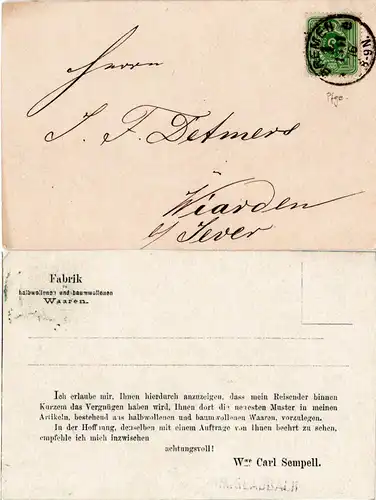 Herrn
J. F. Detmers
Wiarden
b/ Jever
BREMEN
Fabrik
halbwollenen und baumwollenen
Waaren.
Ich erlaube mir, Ihnen hierdurch anzuzeigen, dass mein Reisender binnen
Kurzem das Vergnügen haben wird, Ihnen dort die neuesten Muster in meinen
Artikeln, bestehend aus halbwollenen und baumwollenen Waaren, vorzulegen.
In der Hoffnung, denselben mit einem Auftrage von Ihnen beehrt zu sehen,
empfehle ich mich inzwischen
achtungsvoll!
Wwe Carl Sempell.
M.GLADBACH